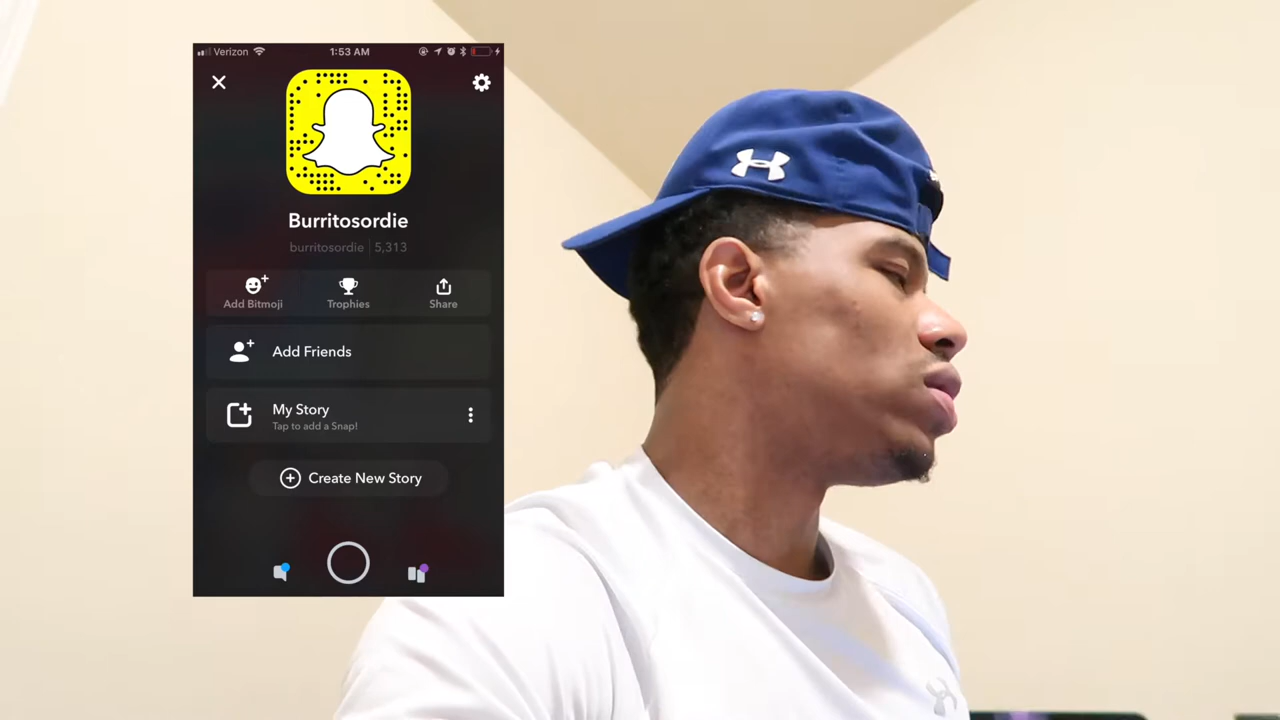 Verizon 1:53 AM
Burritosordie
burritosordie | 5,313
Add Bitmoji Trophies Share
Add Friends
My Story
Tap to add a Snap!
Create New Story